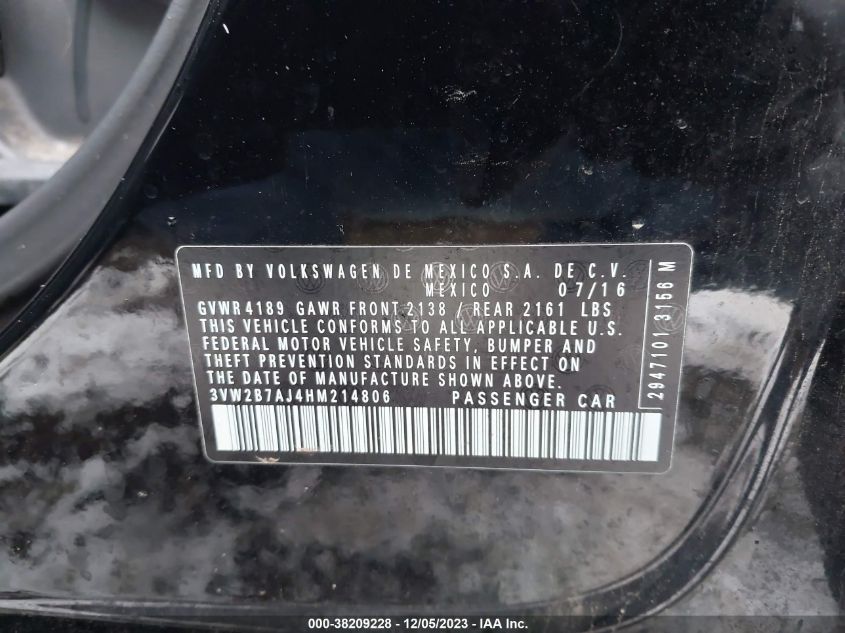 MFD BY VOLKSWAGEN DE MEXICO S.A. DE C.V.
MEXICO 07/16
GVWR 4189 GAWR FRONT 2138 / REAR 2161 LBS
THIS VEHICLE CONFORMS TO ALL APPLICABLE U.S.
FEDERAL MOTOR VEHICLE SAFETY, BUMPER AND
THEFT PREVENTION STANDARDS IN EFFECT ON
THE DATE OF MANUFACTURE SHOWN ABOVE.
3VW2B7AJ4HM214806 PASSENGER CAR
2947101 3156 M
000-38209228 - 12/05/2023 - IAA Inc.